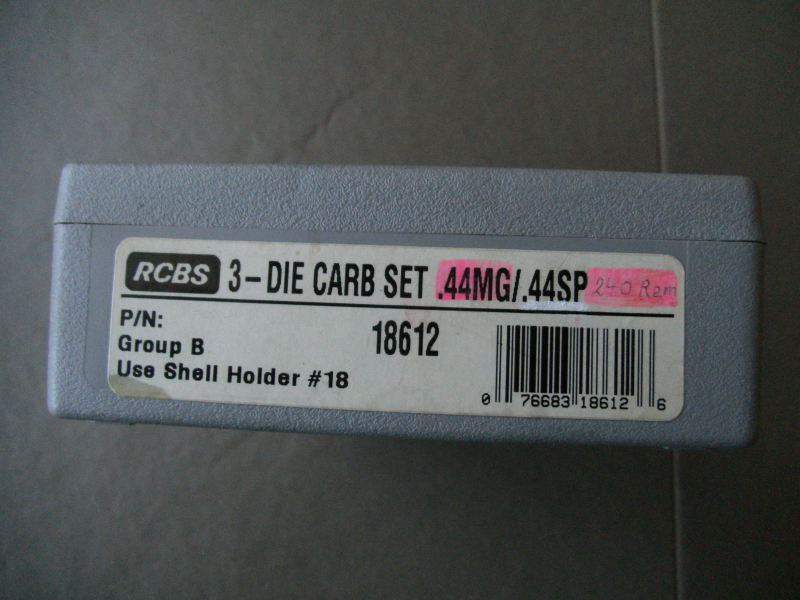 RCBS 3-DIE CARB SET .44MG/.44SP 240 Rem
P/N: 18612
Group B
Use Shell Holder #18
0 76683 18612 6